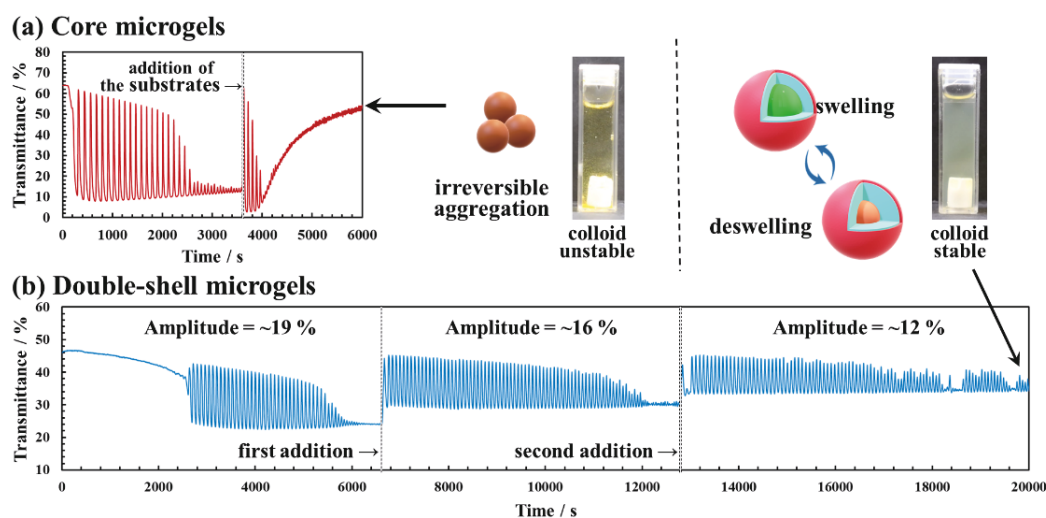 (a) Core microgels
80
70
60
50
40
30
20
10
0
Transmittance / %
addition of
the substrates →
0 1000 2000 3000 4000 5000 6000
Time / s
irreversible
aggregation
colloid
unstable
swelling
deswelling
colloid
stable
(b) Double-shell microgels
60
50
40
30
20
10
Transmittance / %
Amplitude = ~19 %
Amplitude = ~16 %
Amplitude = ~12 %
first addition →
second addition →
0 2000 4000 6000 8000 10000 12000 14000 16000 18000 20000
Time / s